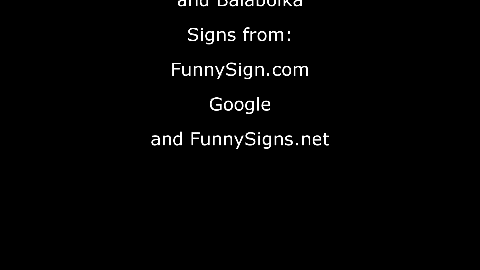 and Balabolka
Signs from:
FunnySign.com
Google
and FunnySigns.net